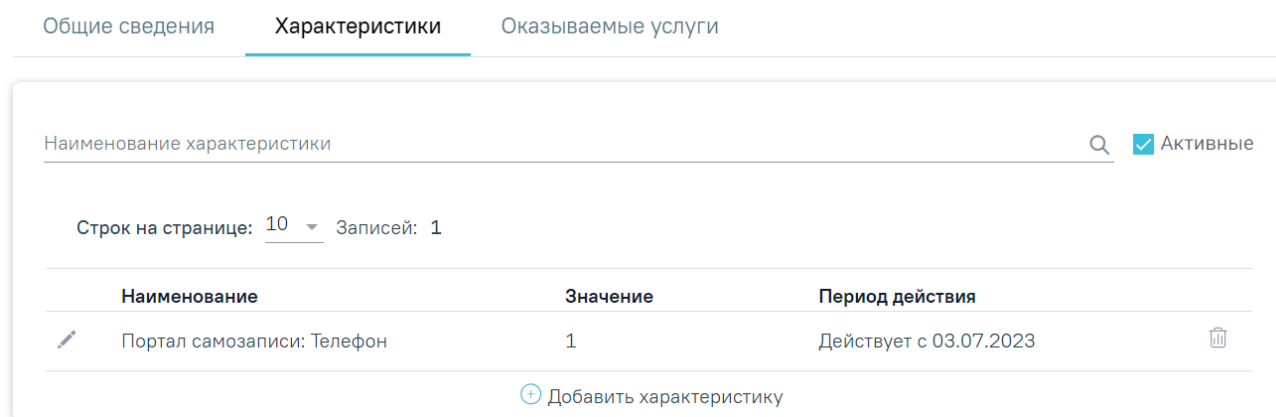 Общие сведения Характеристики Оказываемые услуги
Наименование характеристики Активные
Строк на странице: 10 Записей: 1
Наименование Значение Период действия
Портал самозаписи: Телефон 1 Действует с 03.07.2023
Добавить характеристику